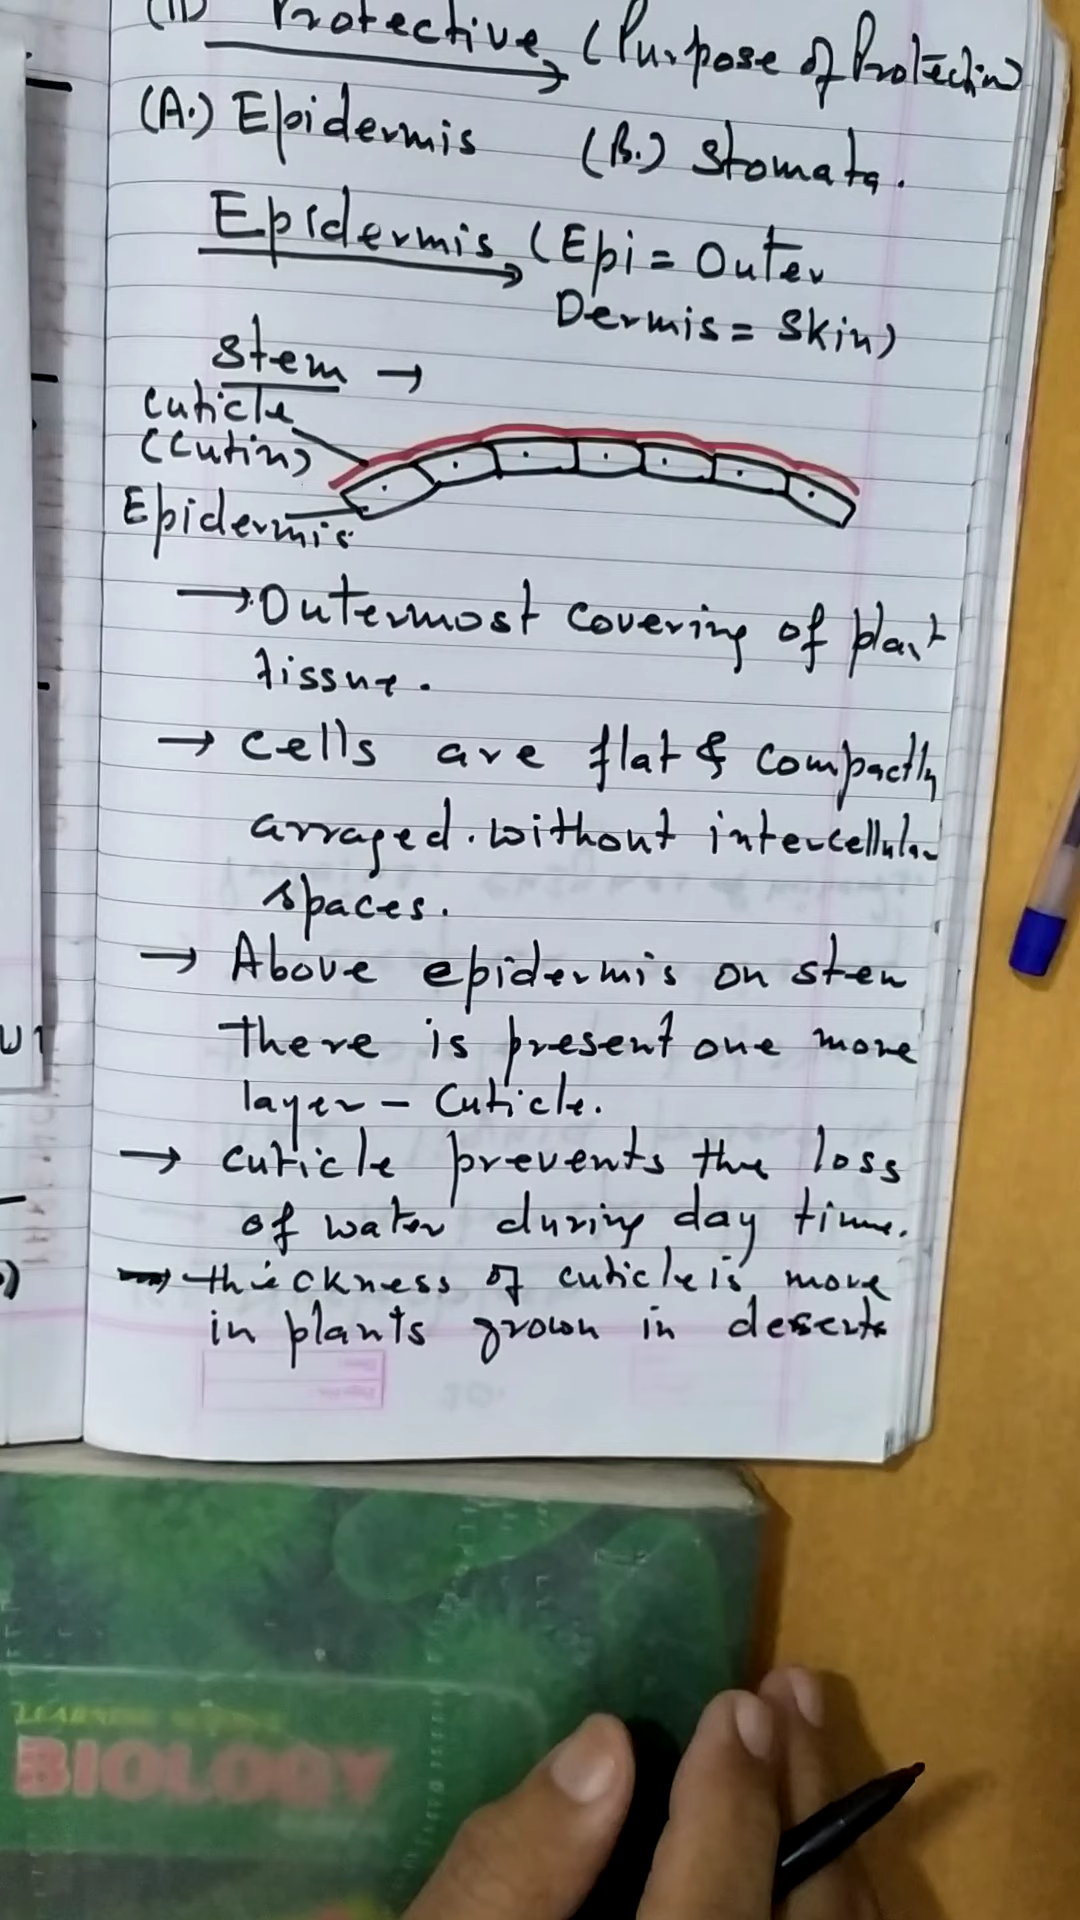 (1) Protective (Purpose of Protection)
(A.) Epidermis (B.) Stomata.
Epidermis (Epi = Outer
Dermis = Skin)
Stem →
Cuticle
(Cutin)
Epidermis
→ Outermost covering of plant
tissue.
→ Cells are flat & compactly
arraged. without intercellular
spaces.
→ Above epidermis on stem
there is present one more
layer – Cuticle.
→ cuticle prevents the loss
of water during day time.
→ thickness of cuticle is more
in plants grown in deserts
BIOLOGY